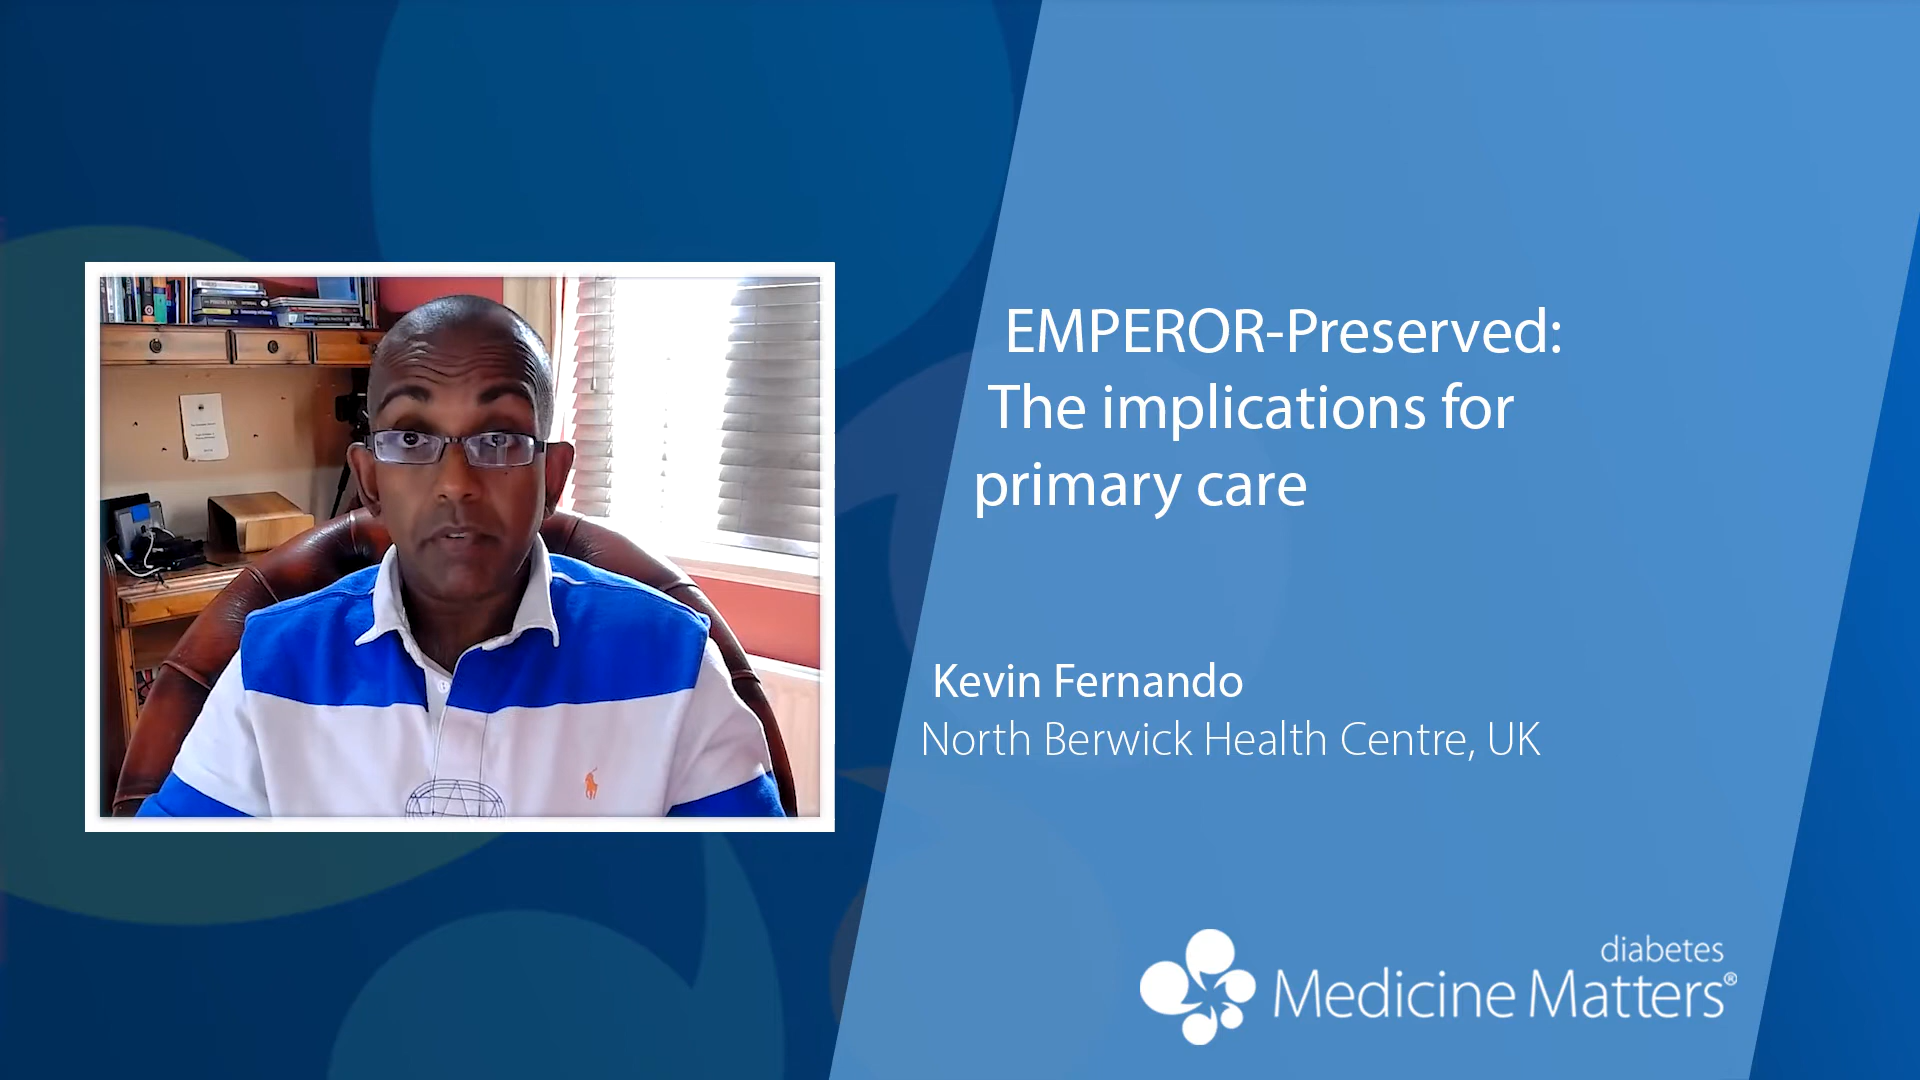 EMPEROR-Preserved:
The implications for
primary care
Kevin Fernando
North Berwick Health Centre, UK
diabetes
Medicine Matters®